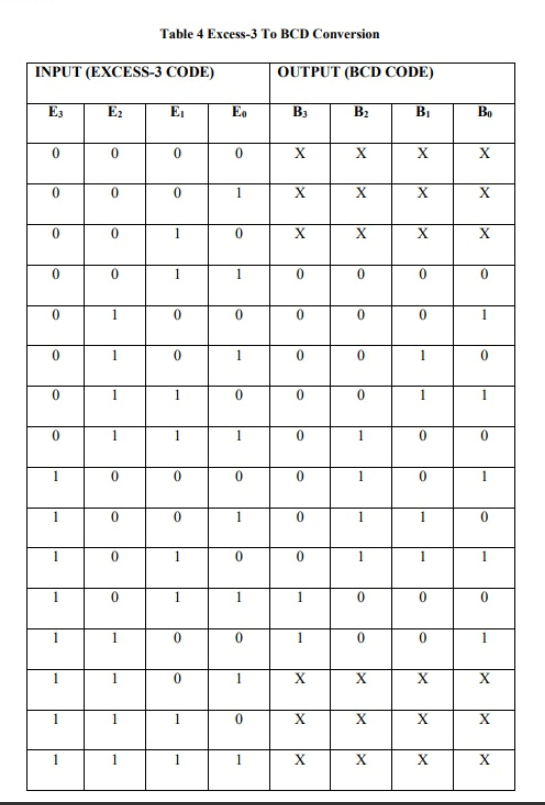 Table 4 Excess-3 To BCD Conversion
INPUT (EXCESS-3 CODE) OUTPUT (BCD CODE)
E₃ E₂ E₁ E₀ B₃ B₂ B₁ B₀
0 0 0 0 X X X X
0 0 0 1 X X X X
0 0 1 0 X X X X
0 0 1 1 0 0 0 0
0 1 0 0 0 0 0 1
0 1 0 1 0 0 1 0
0 1 1 0 0 0 1 1
0 1 1 1 0 1 0 0
1 0 0 0 0 1 0 1
1 0 0 1 0 1 1 0
1 0 1 0 0 1 1 1
1 0 1 1 1 0 0 0
1 1 0 0 1 0 0 1
1 1 0 1 X X X X
1 1 1 0 X X X X
1 1 1 1 X X X X